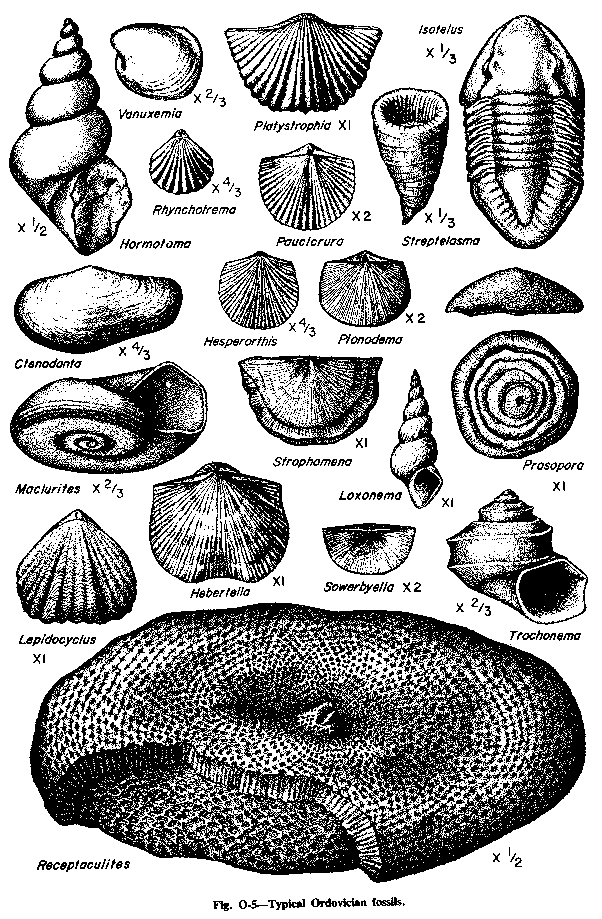 Isotelus
X 1/3
Vanuxemia
X 2/3
Platystrophia X1
Rhynchotrema
X 4/3
Paucicrura
X 2
Streptelasma
X 1/3
X 1/2
Hormotoma
Ctenodonta
X 4/3
Hesperorthis
X 4/3
Plonodema
X 2
Maclurites X 2/3
Strophomena
X1
Loxonema
X1
Prasopora
X1
Hebertella
X1
Sowerbyella X 2
X 2/3
Trochonema
Lepidocyclus
X1
Receptaculites
X 1/2
Fig. O-5—Typical Ordovician fossils.